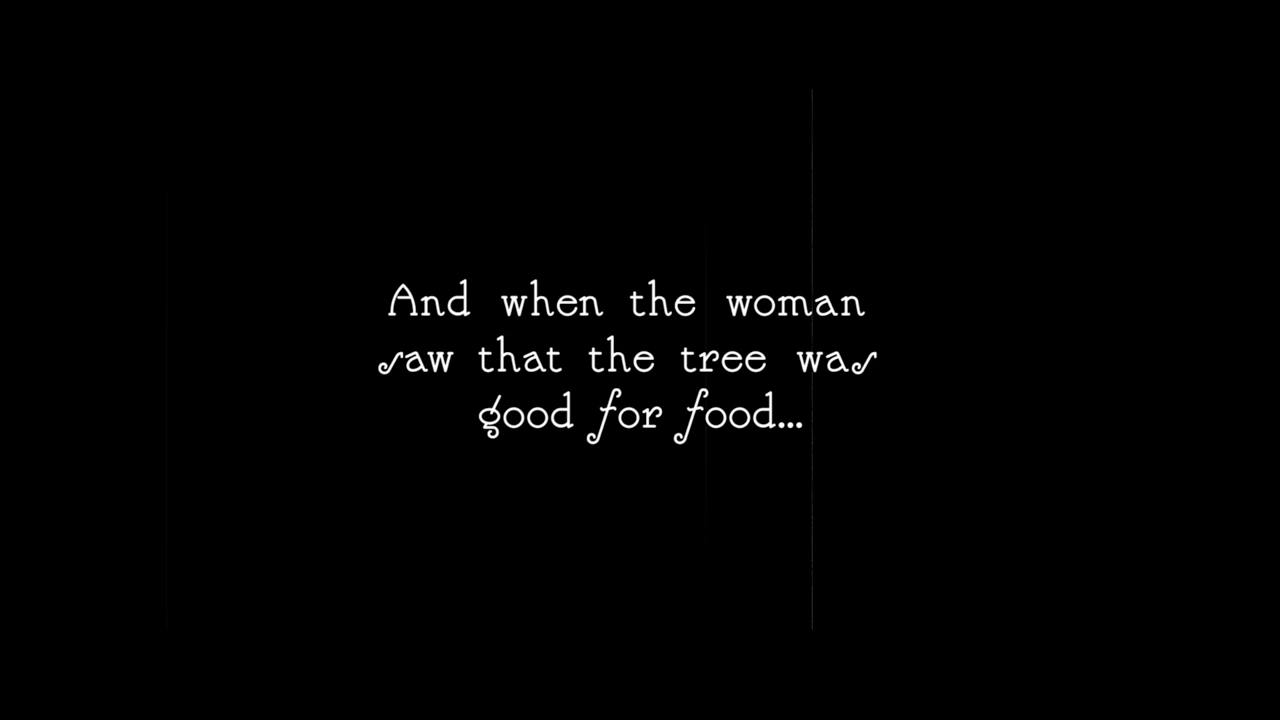 And when the woman
saw that the tree was
good for food...